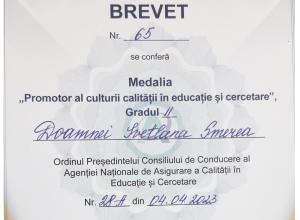 BREVET
Nr. 65
se conferă
Medalia
„Promotor al culturii calității în educație și cercetare”,
Gradul II
Doamnei Svetlana Smerea
Ordinul Președintelui Consiliului de Conducere al
Agenției Naționale de Asigurare a Calității în
Educație și Cercetare
Nr. 28-A din 04.04.2023